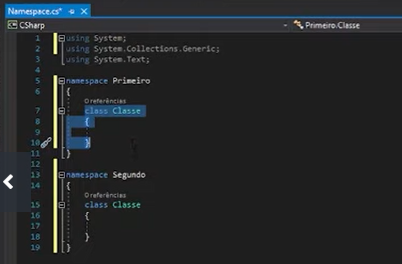 Namespace.cs*
CSharp
Primeiro.Classe
1 using System;
2 using System.Collections.Generic;
3 using System.Text;
4
5 namespace Primeiro
6 {
0 referências
7 class Classe
8 {
9
10 }
11 }
12
13 namespace Segundo
14 {
0 referências
15 class Classe
16 {
17
18 }
19 }